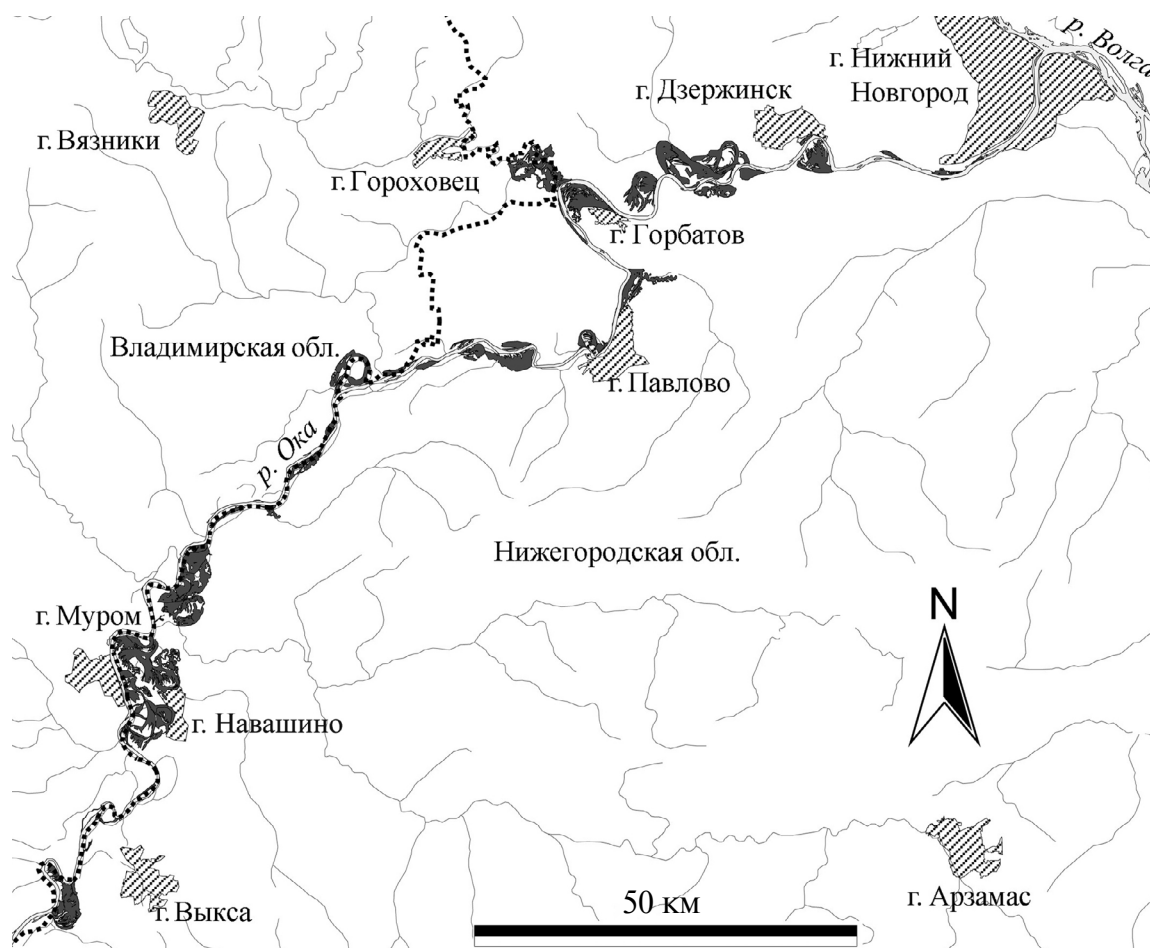 р. Волга
г. Нижний
Новгород
г. Дзержинск
г. Вязники
г. Гороховец
г. Горбатов
Владимирская обл.
г. Павлово
р. Ока
Нижегородская обл.
N
г. Муром
г. Навашино
50 км
г. Арзамас
г. Выкса